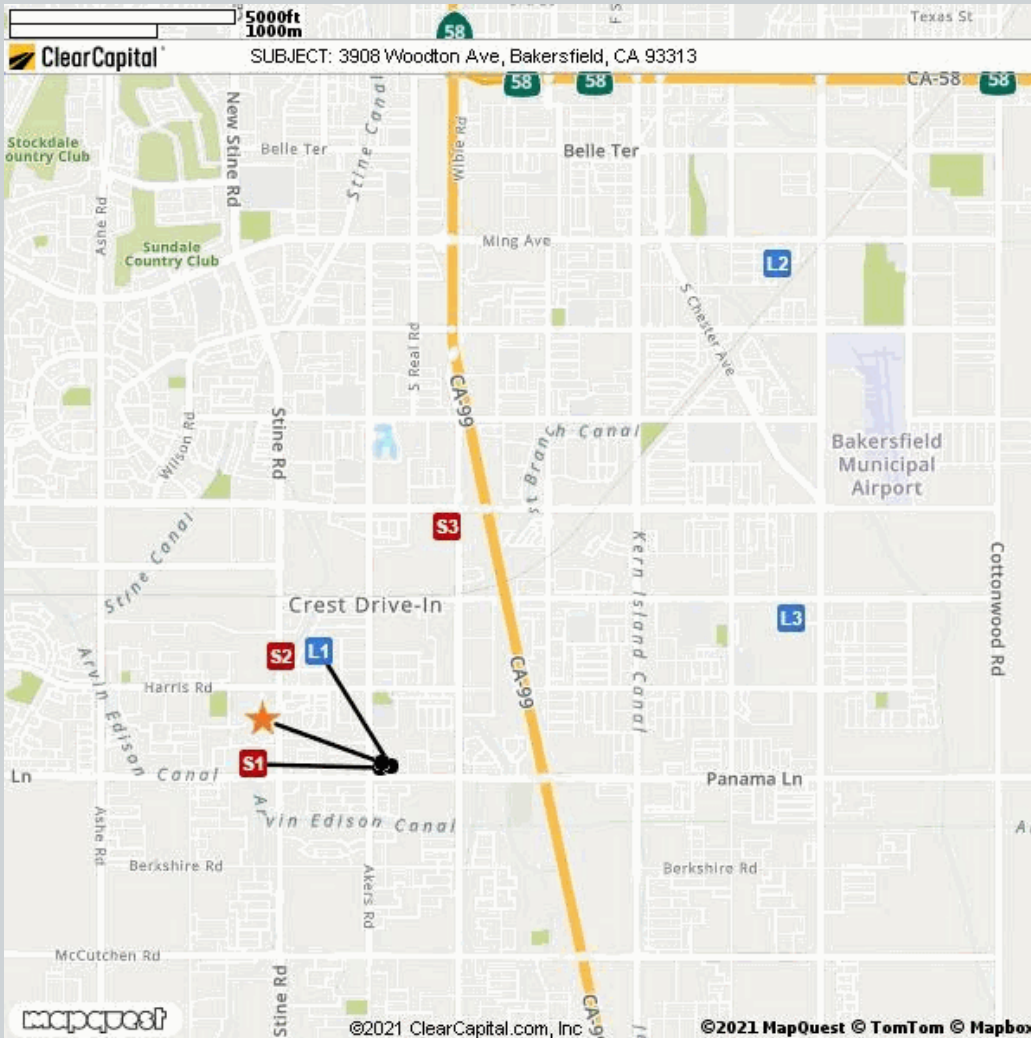 5000ft
1000m
58
Texas St
ClearCapital
SUBJECT: 3908 Woodton Ave, Bakersfield, CA 93313
58
58
CA-58
58
New Stine Rd
Stine Canal
Wible Rd
Stockdale
ountry Club
Belle Ter
Belle Ter
Ashe Rd
Sundale
Country Club
Ming Ave
L2
S Chester Ave
S Real Rd
CA-99
Stine Rd
Wilson Rd
ch Canal
st Bran
Bakersfield
Municipal
Airport
S3
Stine Canal
Kern Island Canal
Cottonwood Rd
Crest Drive-In
L3
S2
L1
Arvin Edison
Harris Rd
CA-99
S1
Ln
Canal
Panama Ln
Arvin Edison Canal
Ashe Rd
Berkshire Rd
Akers Rd
Berkshire Rd
McCutchen Rd
Stine Rd
CA-9
mapquest
©2021 ClearCapital.com, Inc
©2021 MapQuest © TomTom © Mapbox